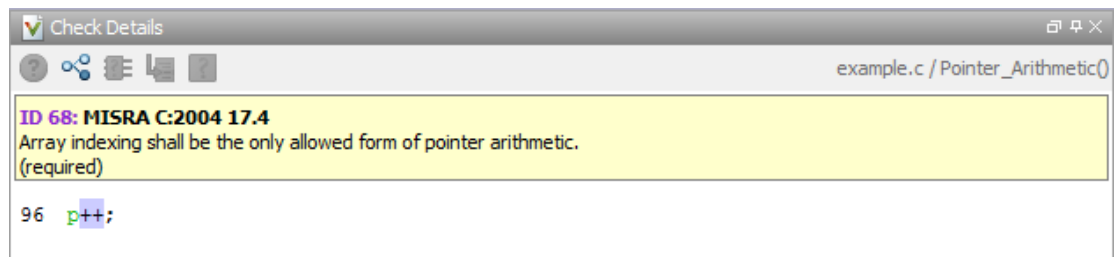 Check Details
example.c / Pointer_Arithmetic()
ID 68: MISRA C:2004 17.4
Array indexing shall be the only allowed form of pointer arithmetic.
(required)
96 p++;